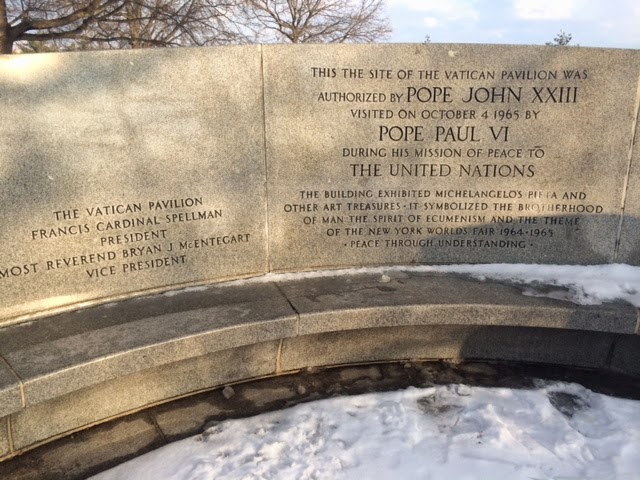 THE VATICAN PAVILION
FRANCIS CARDINAL SPELLMAN
PRESIDENT
MOST REVEREND BRYAN J McENTEGART
VICE PRESIDENT
THIS THE SITE OF THE VATICAN PAVILION WAS
AUTHORIZED BY POPE JOHN XXIII
VISITED ON OCTOBER 4 1965 BY
POPE PAUL VI
DURING HIS MISSION OF PEACE TO
THE UNITED NATIONS
THE BUILDING EXHIBITED MICHELANGELO'S PIETA AND
OTHER ART TREASURES · IT SYMBOLIZED THE BROTHERHOOD
OF MAN THE SPIRIT OF ECUMENISM AND THE THEME
OF THE NEW YORK WORLDS FAIR 1964 · 1965
· PEACE THROUGH UNDERSTANDING ·